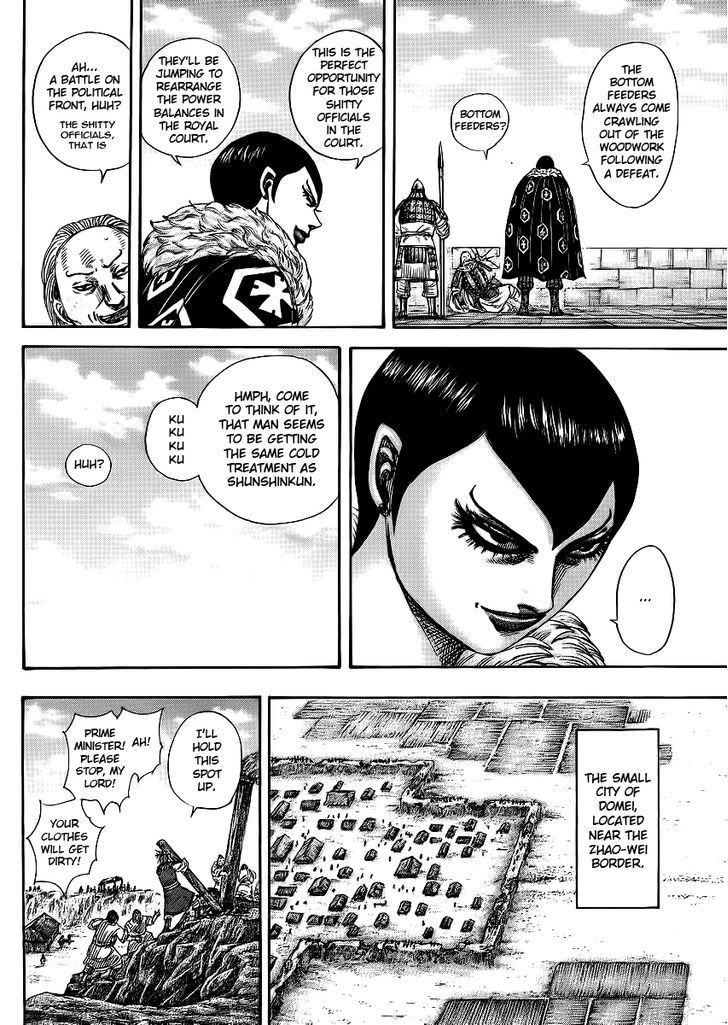 THE
BOTTOM
FEEDERS
ALWAYS COME
CRAWLING
OUT OF THE
WOODWORK
FOLLOWING
A DEFEAT.
BOTTOM
FEEDERS?
THIS IS THE
PERFECT
OPPORTUNITY
FOR THOSE
SHITTY
OFFICIALS
IN THE
COURT.
THEY'LL BE
JUMPING TO
REARRANGE
THE POWER
BALANCES IN
THE ROYAL
COURT.
AH...
A BATTLE ON
THE POLITICAL
FRONT, HUH?
THE SHITTY
OFFICIALS,
THAT IS
...
HMPH, COME
TO THINK OF IT,
THAT MAN SEEMS
TO BE GETTING
THE SAME COLD
TREATMENT AS
SHUNSHINKUN.
KU
KU
KU
KU
HUH?
THE SMALL
CITY OF
DOMEI,
LOCATED
NEAR THE
ZHAO-WEI
BORDER.
I'LL
HOLD
THIS
SPOT
UP.
AH!
PRIME
MINISTER!
PLEASE
STOP, MY
LORD!
YOUR
CLOTHES
WILL GET
DIRTY!